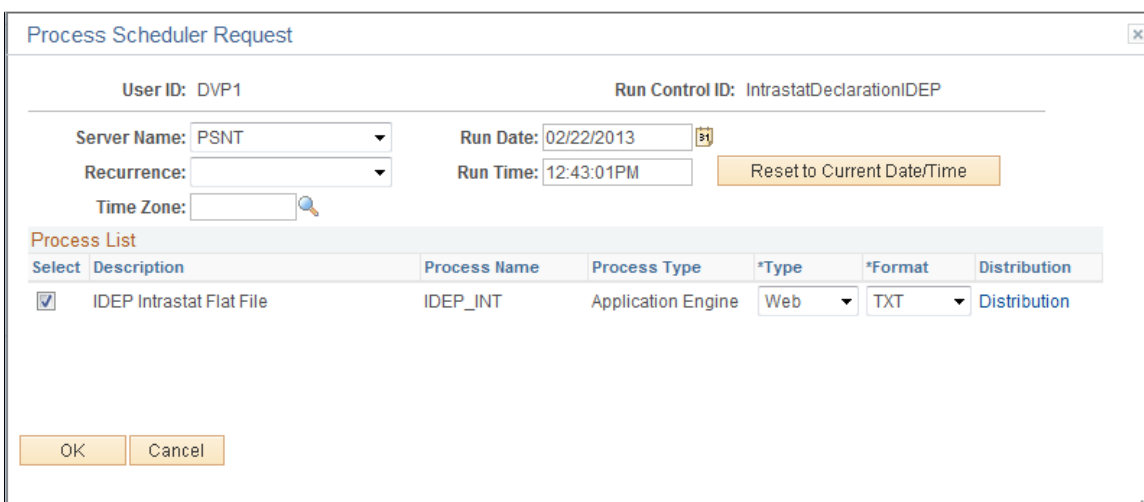 Process Scheduler Request
User ID: DVP1 Run Control ID: IntrastatDeclarationIDEP
Server Name: PSNT Run Date: 02/22/2013 31
Recurrence: Run Time: 12:43:01PM Reset to Current Date/Time
Time Zone:
Process List
Select Description Process Name Process Type *Type *Format Distribution
IDEP Intrastat Flat File IDEP_INT Application Engine Web TXT Distribution
OK Cancel